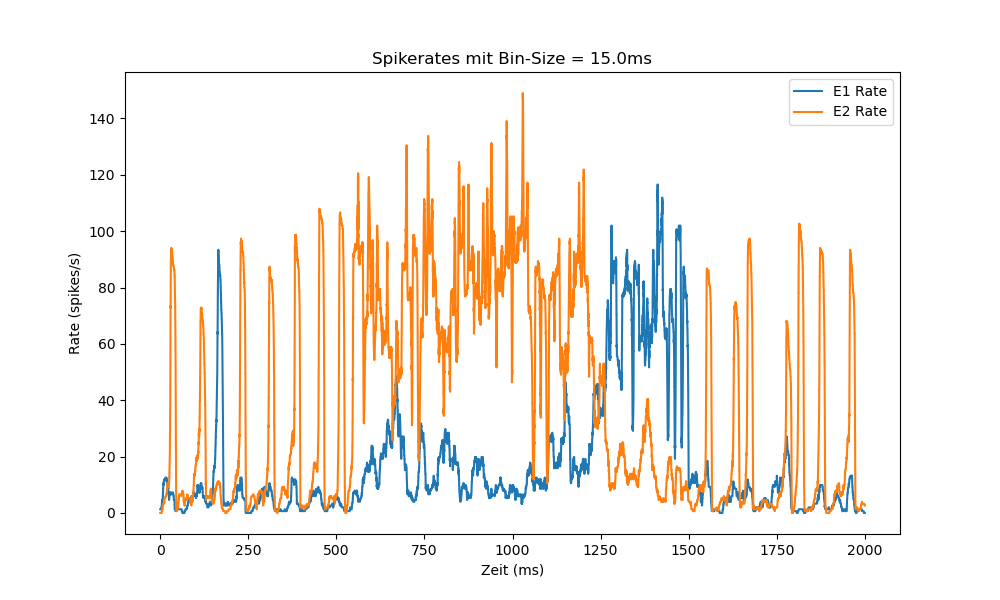 Spikerates mit Bin-Size = 15.0ms
E1 Rate
E2 Rate
140
120
100
80
60
40
20
0
Rate (spikes/s)
0 250 500 750 1000 1250 1500 1750 2000
Zeit (ms)